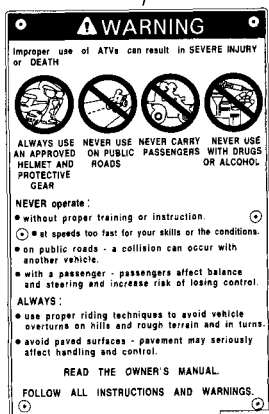 WARNING
Improper use of ATVs can result in SEVERE INJURY
or DEATH
ALWAYS USE
AN APPROVED
HELMET AND
PROTECTIVE
GEAR
NEVER USE
ON PUBLIC
ROADS
NEVER CARRY
PASSENGERS
NEVER USE
WITH DRUGS
OR ALCOHOL
NEVER operate:
• without proper training or instruction.
• at speeds too fast for your skills or the conditions.
• on public roads - a collision can occur with
another vehicle.
• with a passenger - passengers affect balance
and steering and increase risk of losing control.
ALWAYS:
• use proper riding techniques to avoid vehicle
overturns on hills and rough terrain and in turns.
• avoid paved surfaces - pavement may seriously
affect handling and control.
READ THE OWNER'S MANUAL.
FOLLOW ALL INSTRUCTIONS AND WARNINGS.